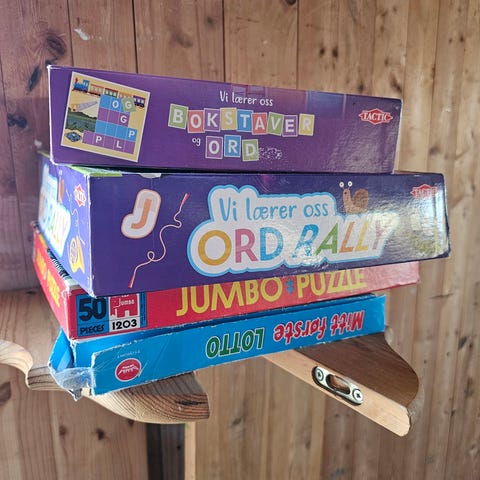 Vi lærer oss
BOKSTAVER
og ORD
TACTIC
O
G G
P P L
J
Vi lærer oss
ORD RALLY
TACTIC
50
PIECES
Jumbo
1203
JUMBO PUZZLE
Jumbo
Mitt første LOTTO